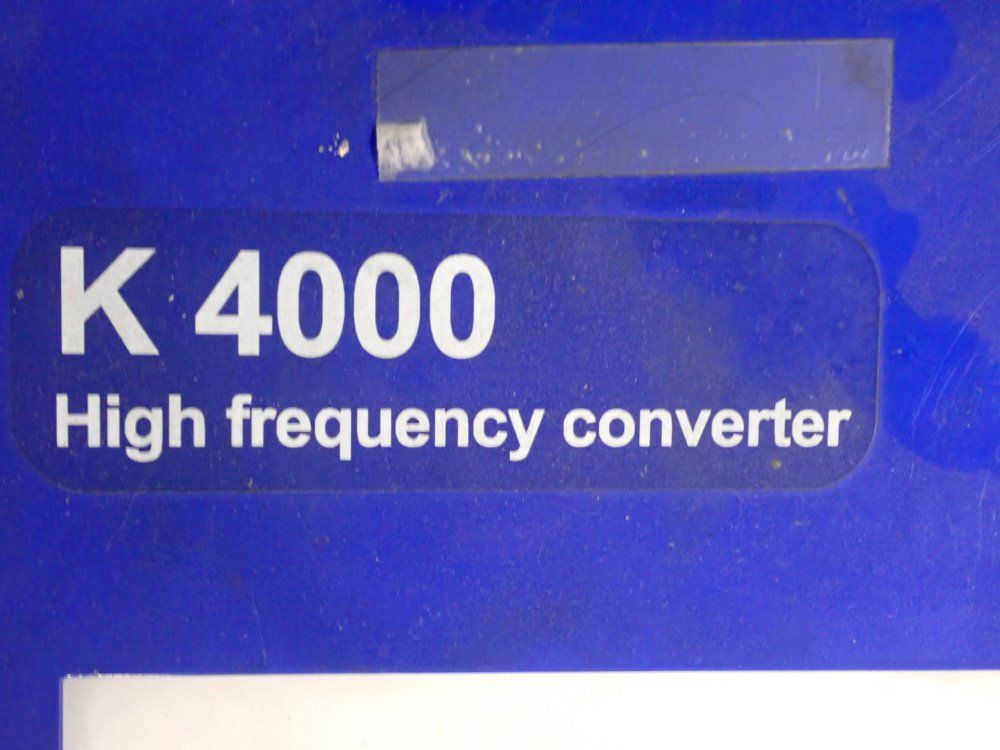 K 4000
High frequency converter